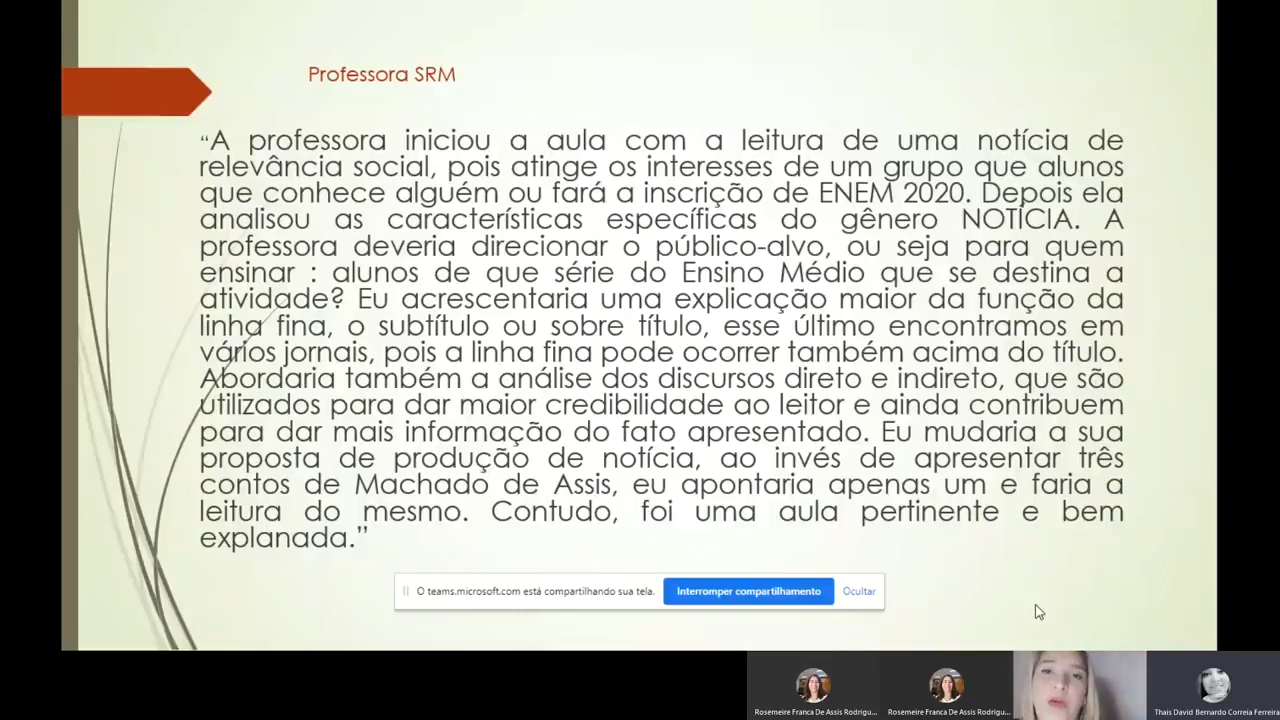 Professora SRM
“A professora iniciou a aula com a leitura de uma notícia de
relevância social, pois atinge os interesses de um grupo que alunos
que conhece alguém ou fará a inscrição de ENEM 2020. Depois ela
analisou as características específicas do gênero NOTÍCIA. A
professora deveria direcionar o público-alvo, ou seja para quem
ensinar : alunos de que série do Ensino Médio que se destina a
atividade? Eu acrescentaria uma explicação maior da função da
linha fina, o subtítulo ou sobre título, esse último encontramos em
vários jornais, pois a linha fina pode ocorrer também acima do título.
Abordaria também a análise dos discursos direto e indireto, que são
utilizados para dar maior credibilidade ao leitor e ainda contribuem
para dar mais informação do fato apresentado. Eu mudaria a sua
proposta de produção de notícia, ao invés de apresentar três
contos de Machado de Assis, eu apontaria apenas um e faria a
leitura do mesmo. Contudo, foi uma aula pertinente e bem
explanada.”
O teams.microsoft.com está compartilhando sua tela.
Interromper compartilhamento
Ocultar
Rosemeire Franca De Assis Rodrigu...
Rosemeire Franca De Assis Rodrigu...
Thais David Bernardo Correia Ferreira